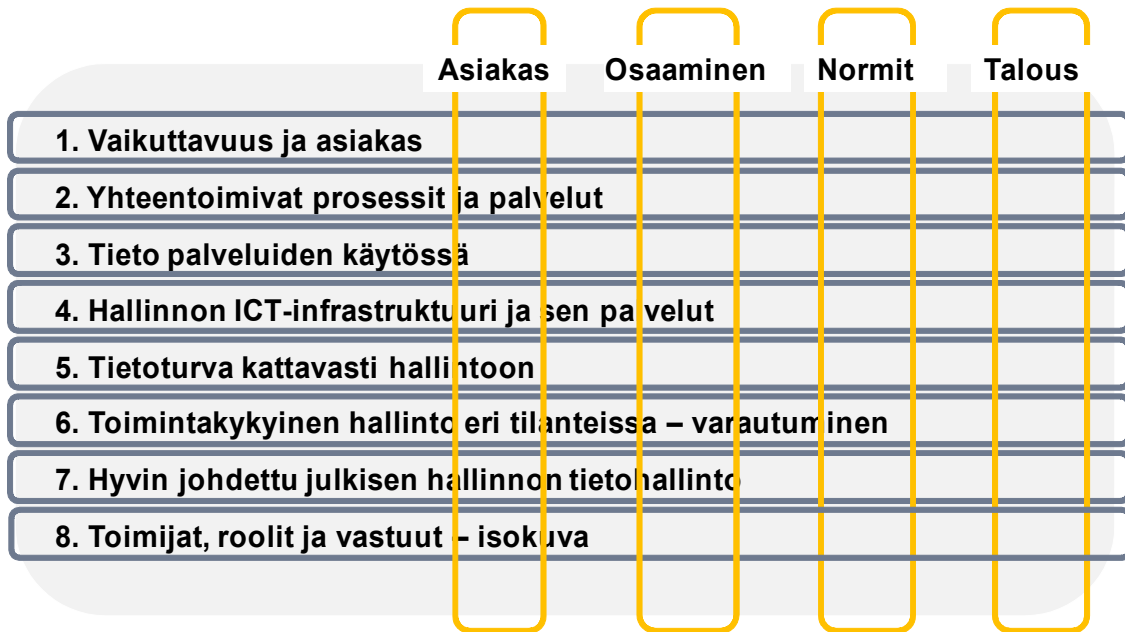 Asiakas Osaaminen Normit Talous
1. Vaikuttavuus ja asiakas
2. Yhteentoimivat prosessit ja palvelut
3. Tieto palveluiden käytössä
4. Hallinnon ICT-infrastruktuuri ja sen palvelut
5. Tietoturva kattavasti hallintoon
6. Toimintakykyinen hallinto eri tilanteissa – varautuminen
7. Hyvin johdettu julkisen hallinnon tietohallinto
8. Toimijat, roolit ja vastuut – isokuva